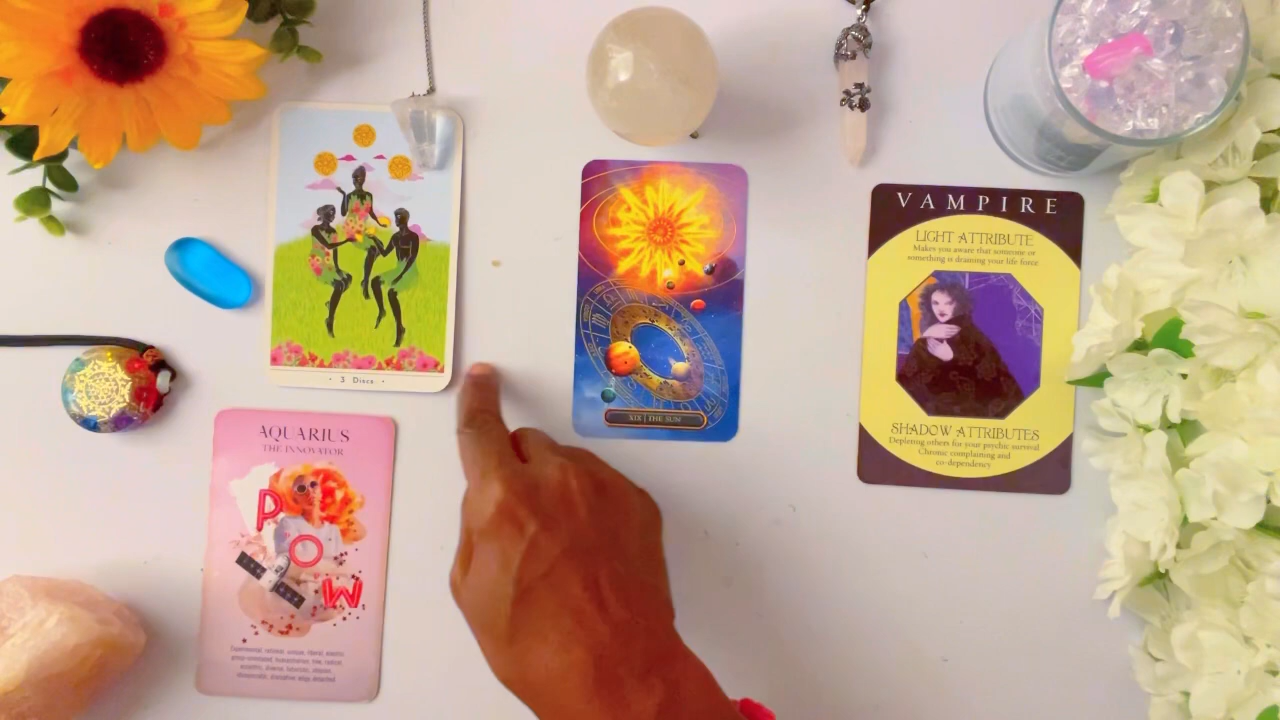 3 Discs
AQUARIUS
THE INNOVATOR
POW
XIX | THE SUN
VAMPIRE
LIGHT ATTRIBUTE
Makes you aware that someone or
something is draining your life force
SHADOW ATTRIBUTES
Depleting others for your psychic survival
Chronic complaining and
co-dependency